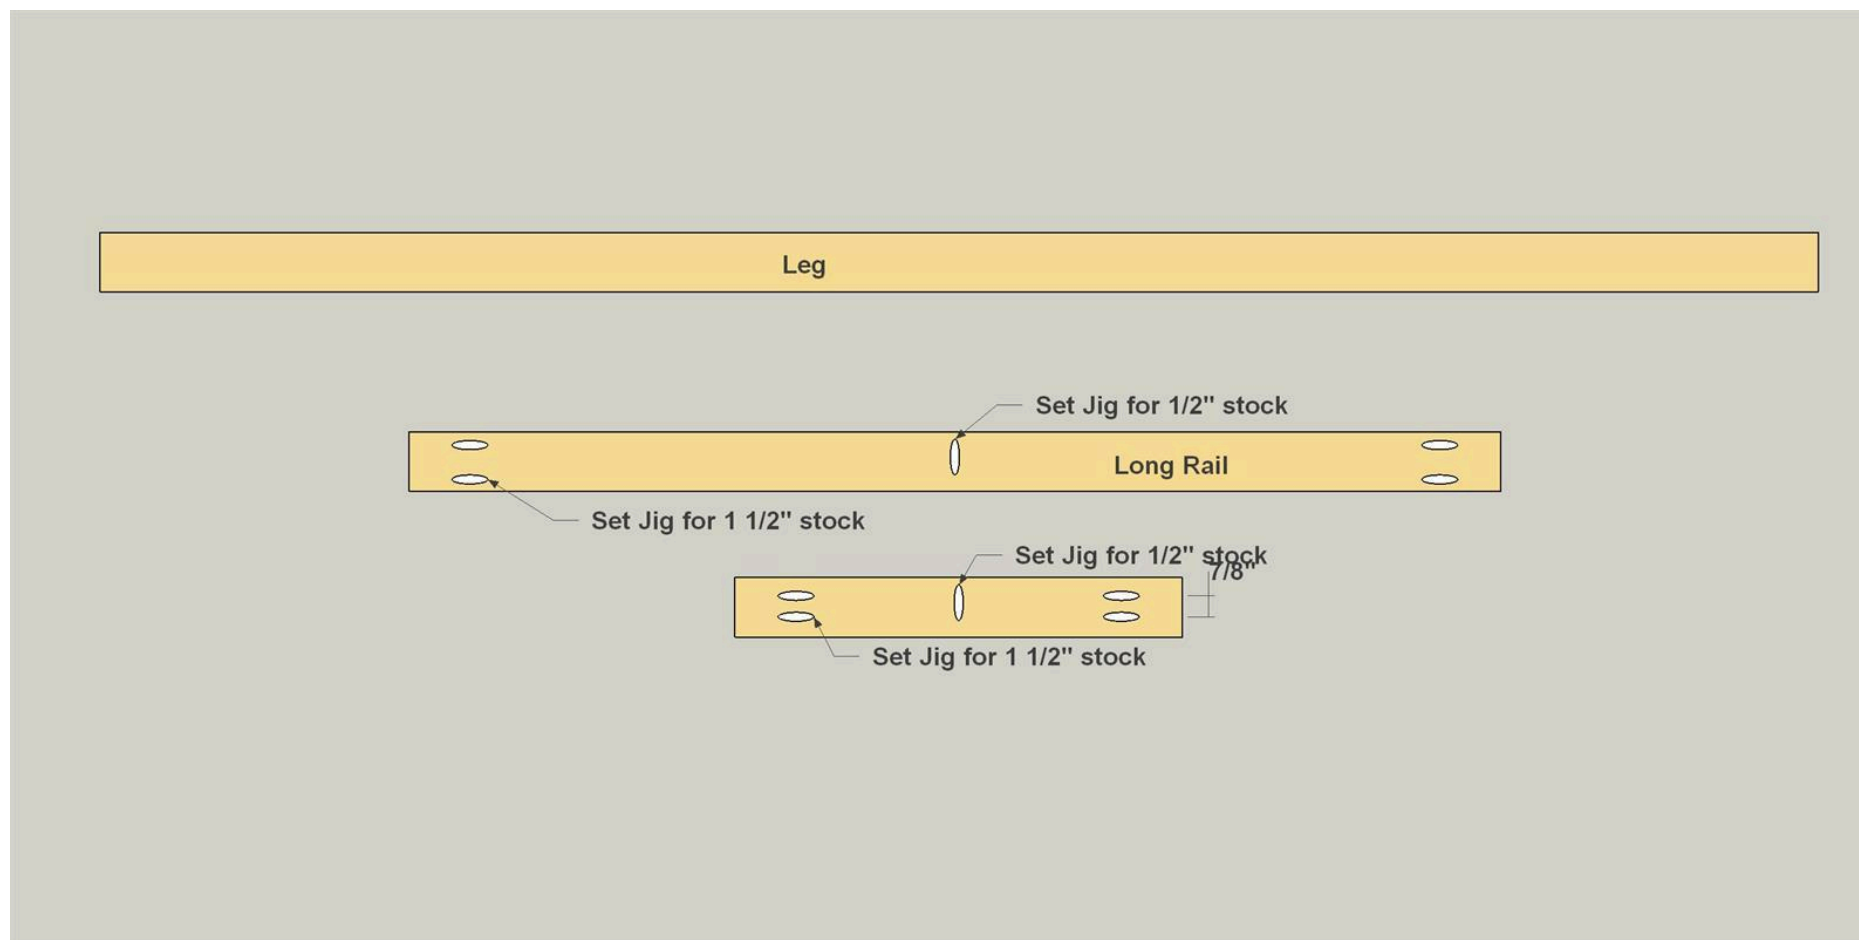 Leg
Set Jig for 1/2" stock
Long Rail
Set Jig for 1 1/2" stock
Set Jig for 1/2" stock
7/8"
Set Jig for 1 1/2" stock